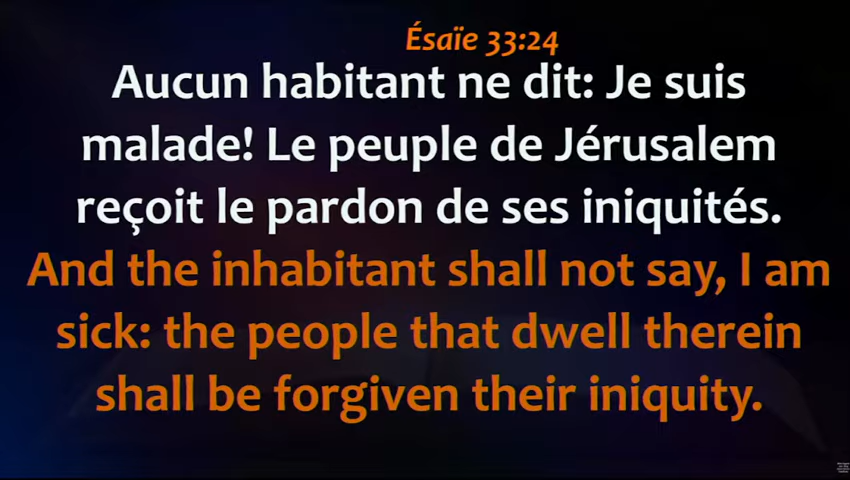 Ésaïe 33:24
Aucun habitant ne dit: Je suis
malade! Le peuple de Jérusalem
reçoit le pardon de ses iniquités.
And the inhabitant shall not say, I am
sick: the people that dwell therein
shall be forgiven their iniquity.